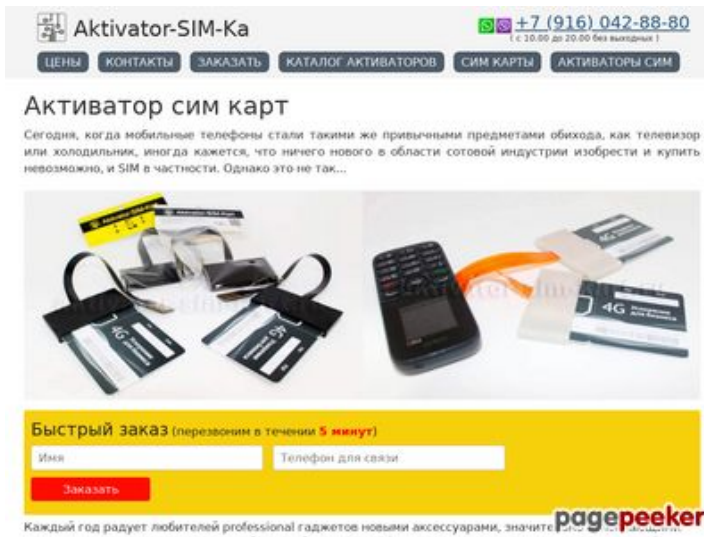 Aktivator-SIM-Ka
+7 (916) 042-88-80
( с 10.00 до 20.00 без выходных )
ЦЕНЫ КОНТАКТЫ ЗАКАЗАТЬ КАТАЛОГ АКТИВАТОРОВ СИМ КАРТЫ АКТИВАТОРЫ СИМ
Активатор сим карт
Сегодня, когда мобильные телефоны стали такими же привычными предметами обихода, как телевизор
или холодильник, иногда кажется, что ничего нового в области сотовой индустрии изобрести и купить
невозможно, и SIM в частности. Однако это не так...
4G
4G
4G Ускорение для бизнеса
Быстрый заказ (перезвоним в течении 5 минут)
Имя Телефон для связи
Заказать
Каждый год радует любителей professional гаджетов новыми аксессуарами,
pagepeeker